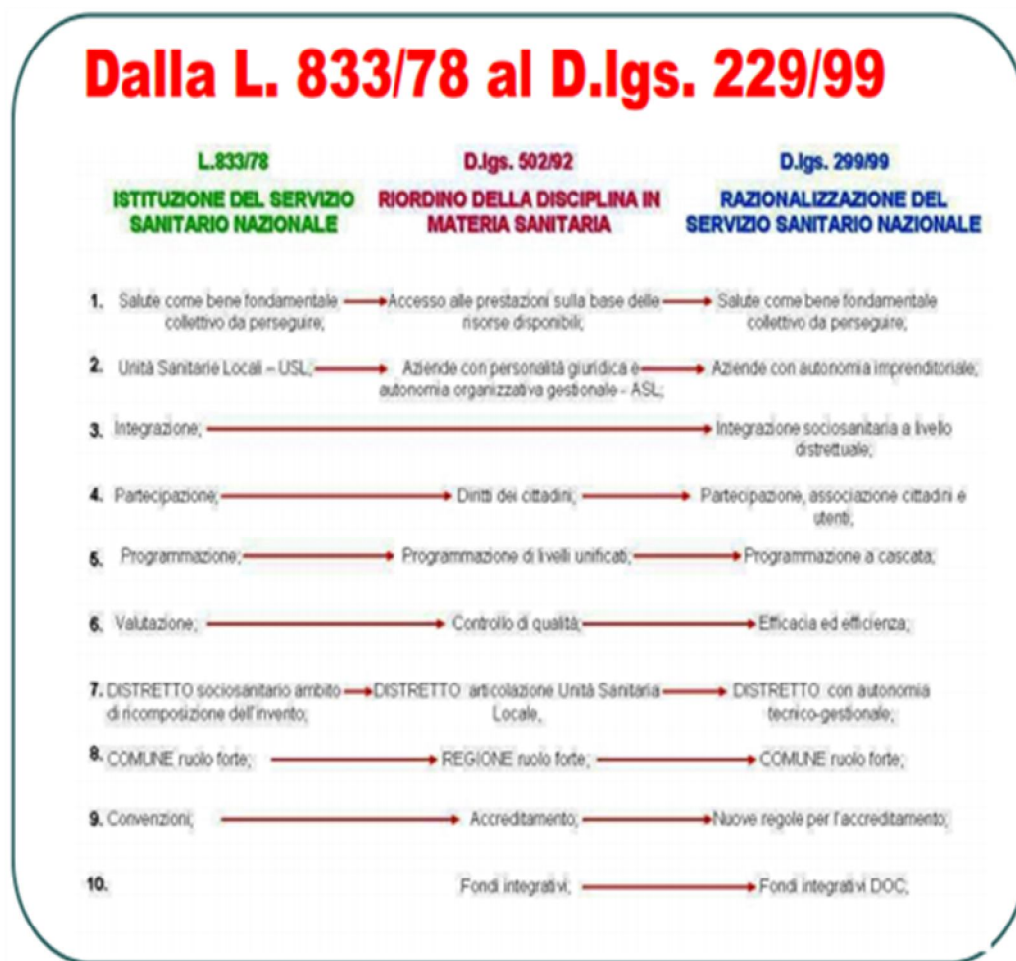 Dalla L. 833/78 al D.lgs. 229/99
L.833/78 D.lgs. 502/92 D.lgs. 299/99
ISTITUZIONE DEL SERVIZIO RIORDINO DELLA DISCIPLINA IN RAZIONALIZZAZIONE DEL
SANITARIO NAZIONALE MATERIA SANITARIA SERVIZIO SANITARIO NAZIONALE
1. Salute come bene fondamentale Accesso alle prestazioni sulla base delle Salute come bene fondamentale
collettivo da perseguire; risorse disponibili; collettivo da perseguire;
2. Unità Sanitarie Local – USL; Aziende con personalità giuridica e Aziende con autonomia imprenditoriale;
autonomia organizzativa gestionale - ASL;
3. Integrazione; Integrazione sociosanitaria a livello
distrettuale;
4. Partecipazione; Diritti dei cittadini; Partecipazione, associazione cittadini e
utenti;
5. Programmazione; Programmazione di livelli unificati; Programmazione a cascata;
6. Valutazione; Controllo di qualità; Efficacia ed efficienza;
7. DISTRETTO sociosanitario ambito DISTRETTO articolazione Unità Sanitaria DISTRETTO con autonomia
di ricomposizione dell'invento; Locale, tecnico-gestionale;
8. COMUNE ruolo forte; REGIONE ruolo forte; COMUNE ruolo forte;
9. Convenzioni; Accreditamento; Nuove regole per l'accreditamento;
10. Fondi integrativi; Fondi integrativi DOC;